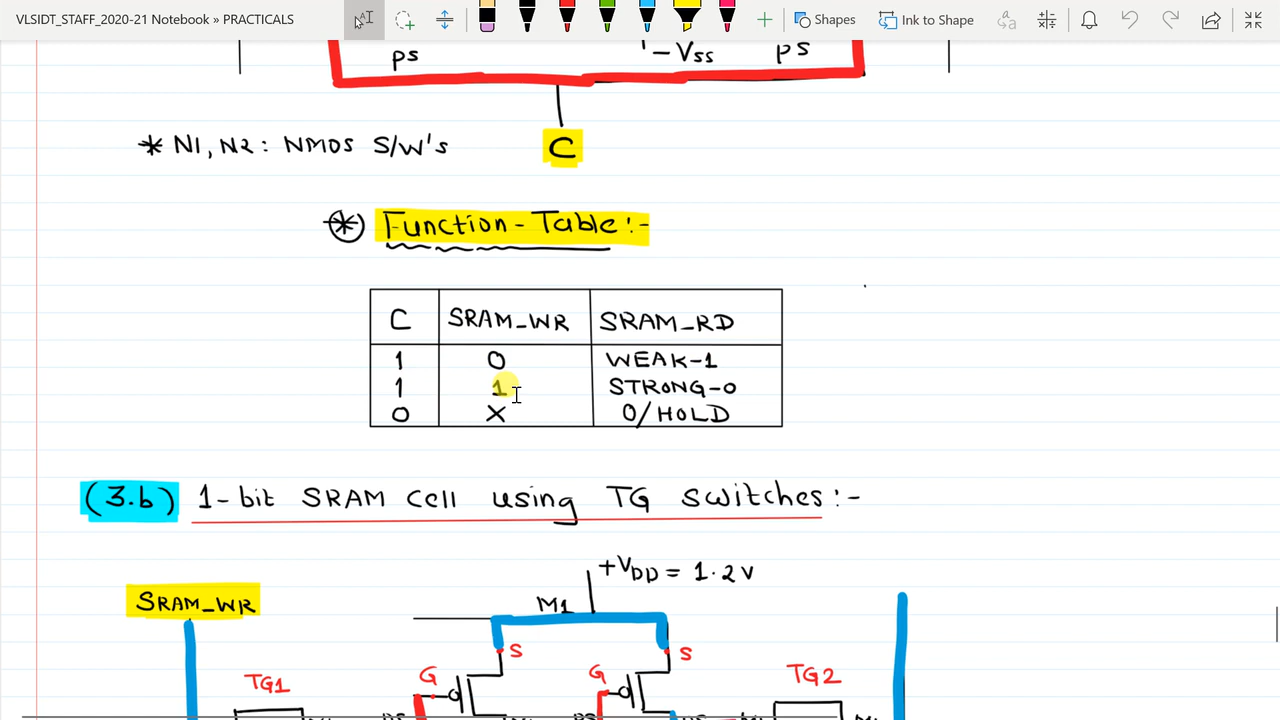 VLSIDT_STAFF_2020-21 Notebook » PRACTICALS
Shapes
Ink to Shape
ps
-Vss
ps
* N1, N2: NMOS S/W's
C
* Function-Table:-
C SRAM_WR SRAM_RD
1 0 WEAK-1
1 1 STRONG-0
0 X 0/HOLD
(3.b) 1-bit SRAM cell using TG switches:-
+VDD = 1.2V
SRAM_WR
M1
S
S
G
G
TG1
TG2